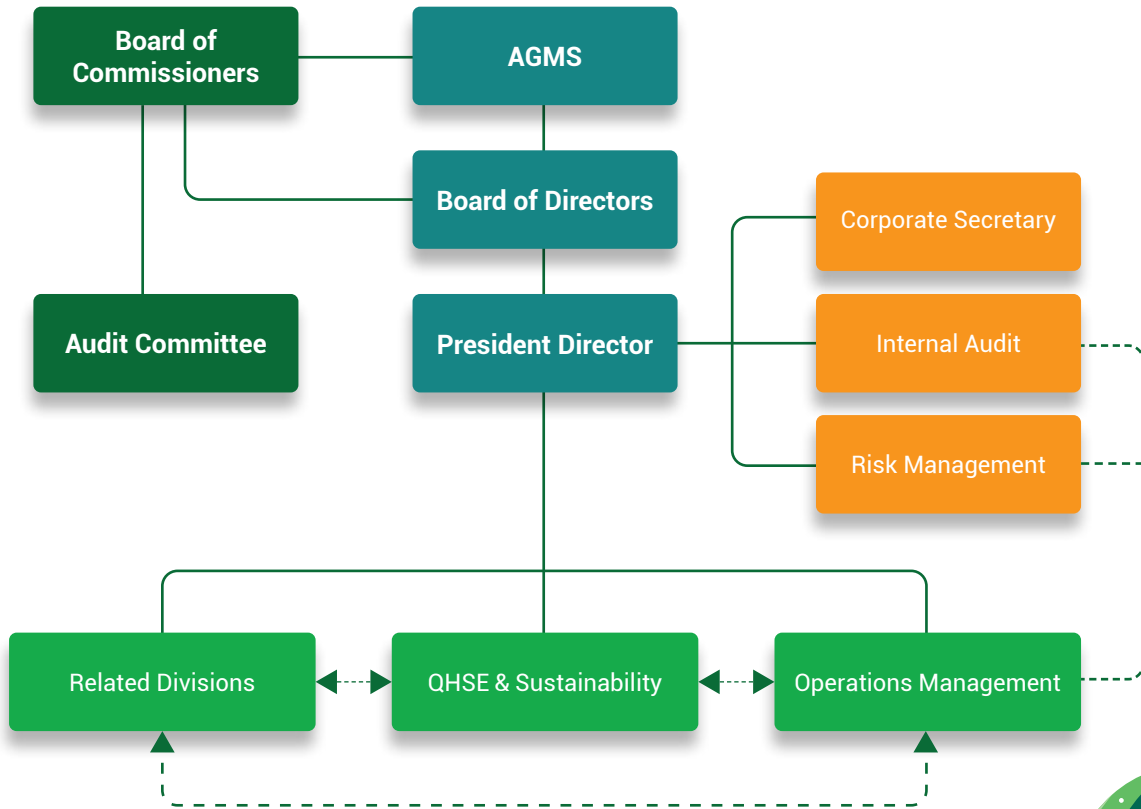 Board of
Commissioners
AGMS
Board of Directors
Corporate Secretary
Audit Committee
President Director
Internal Audit
Risk Management
Related Divisions
QHSE & Sustainability
Operations Management